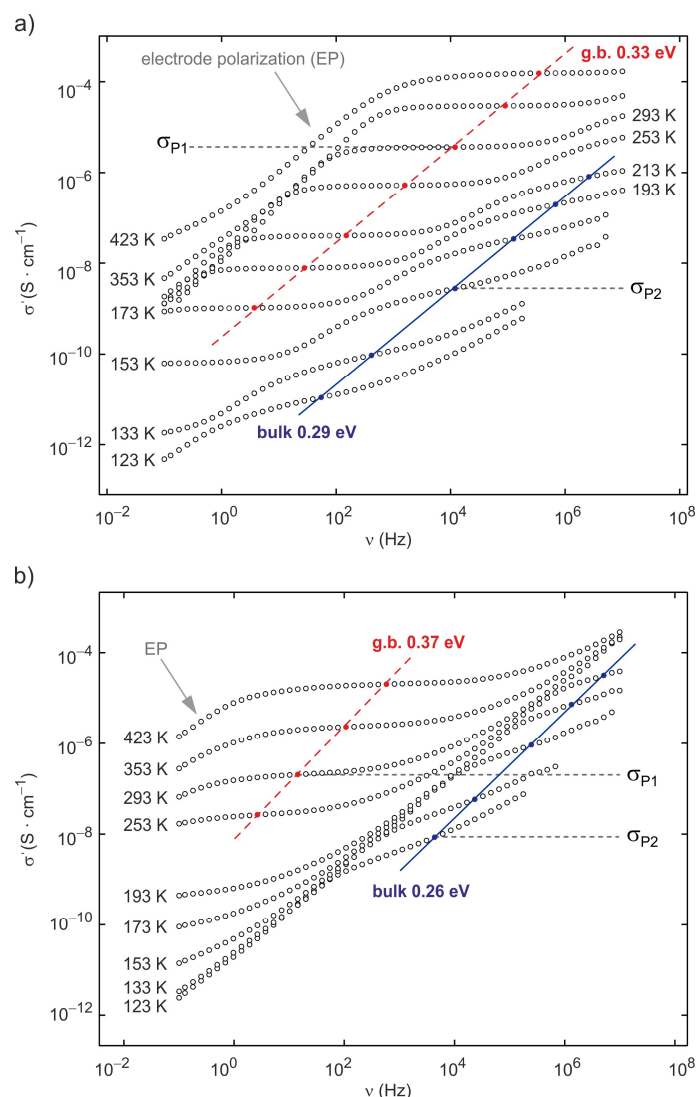 a)
electrode polarization (EP)
g.b. 0.33 eV
10⁻⁴
σP1
293 K
253 K
10⁻⁶
213 K
193 K
423 K
σ' (S · cm⁻¹)
353 K
10⁻⁸
σP2
173 K
153 K
10⁻¹⁰
133 K
bulk 0.29 eV
10⁻¹²
123 K
10⁻² 10⁰ 10² 10⁴ 10⁶ 10⁸
ν (Hz)
b)
g.b. 0.37 eV
EP
10⁻⁴
423 K
10⁻⁶
353 K
σP1
293 K
σ' (S · cm⁻¹)
253 K
σP2
10⁻⁸
bulk 0.26 eV
193 K
10⁻¹⁰
173 K
153 K
133 K
10⁻¹²
123 K
10⁻² 10⁰ 10² 10⁴ 10⁶ 10⁸
ν (Hz)